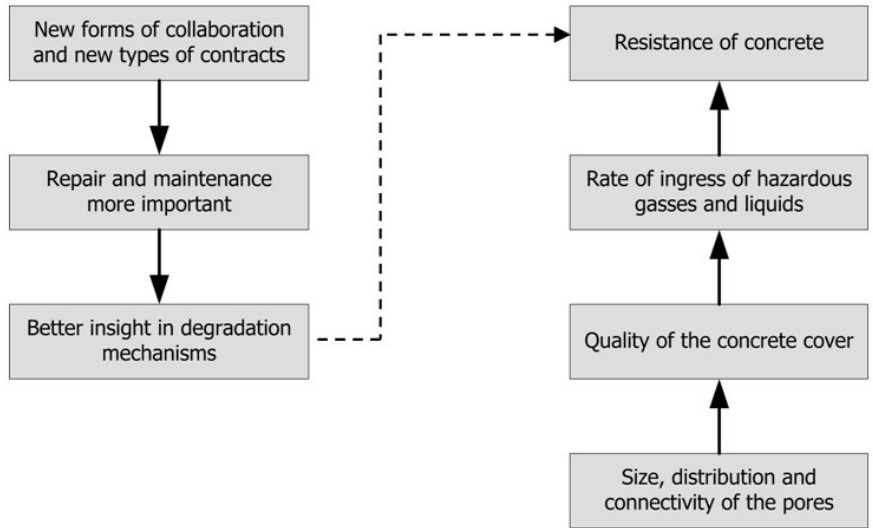 New forms of collaboration
and new types of contracts
Repair and maintenance
more important
Better insight in degradation
mechanisms
Resistance of concrete
Rate of ingress of hazardous
gasses and liquids
Quality of the concrete cover
Size, distribution and
connectivity of the pores